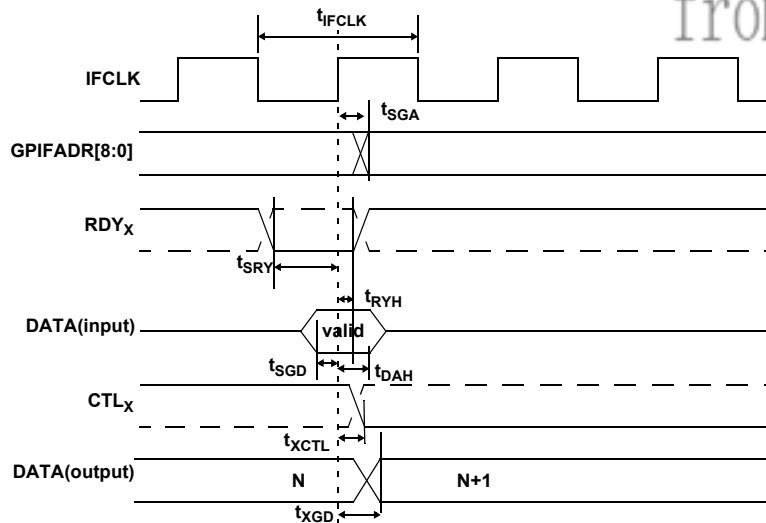 tIFCLK
from
IFCLK
tSGA
GPIFADR[8:0]
RDYX
tSRY
tRYH
DATA(input)
valid
tSGD
tDAH
CTLX
tXCTL
DATA(output)
N
N+1
tXGD